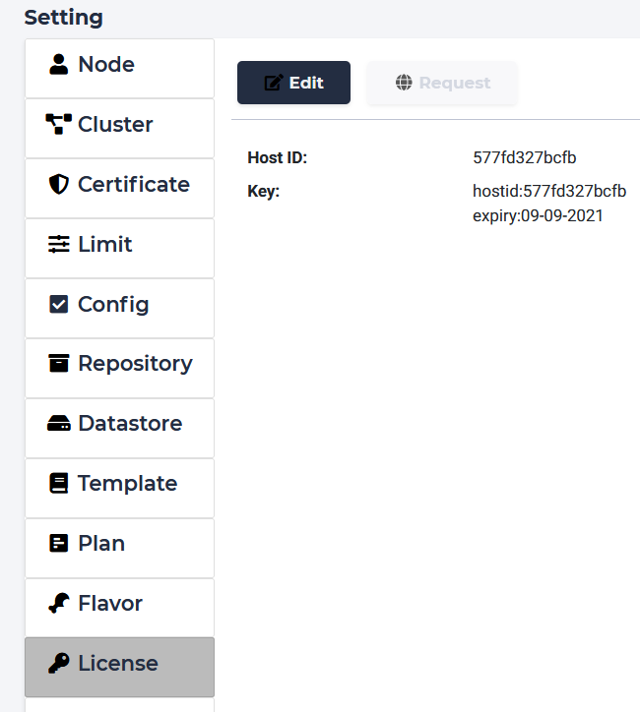 Setting
Node
Cluster
Certificate
Limit
Config
Repository
Datastore
Template
Plan
Flavor
License
Edit Request
Host ID: 577fd327bcfb
Key: hostid:577fd327bcfb
expiry:09-09-2021